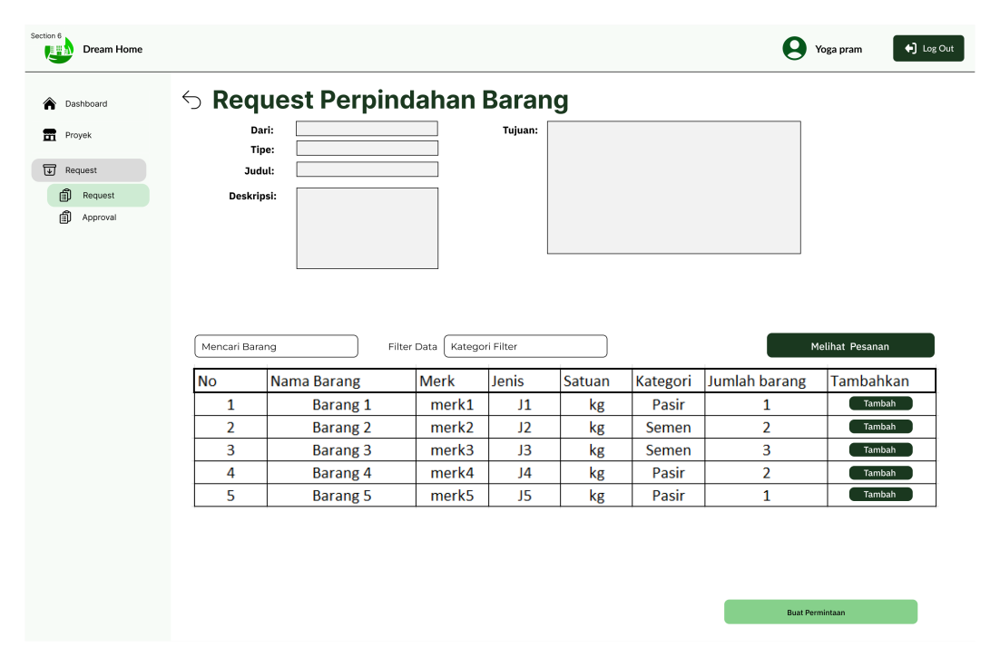 Section 6
Dream Home
Yoga pram
Log Out
Dashboard
Proyek
Request
Request
Approval
Request Perpindahan Barang
Dari:
Tipe:
Judul:
Deskripsi:
Tujuan:
Mencari Barang Filter Data Kategori Filter Melihat Pesanan
No Nama Barang Merk Jenis Satuan Kategori Jumlah barang Tambahkan
1 Barang 1 merk1 J1 kg Pasir 1 Tambah
2 Barang 2 merk2 J2 kg Semen 2 Tambah
3 Barang 3 merk3 J3 kg Semen 3 Tambah
4 Barang 4 merk4 J4 kg Pasir 2 Tambah
5 Barang 5 merk5 J5 kg Pasir 1 Tambah
Buat Permintaan